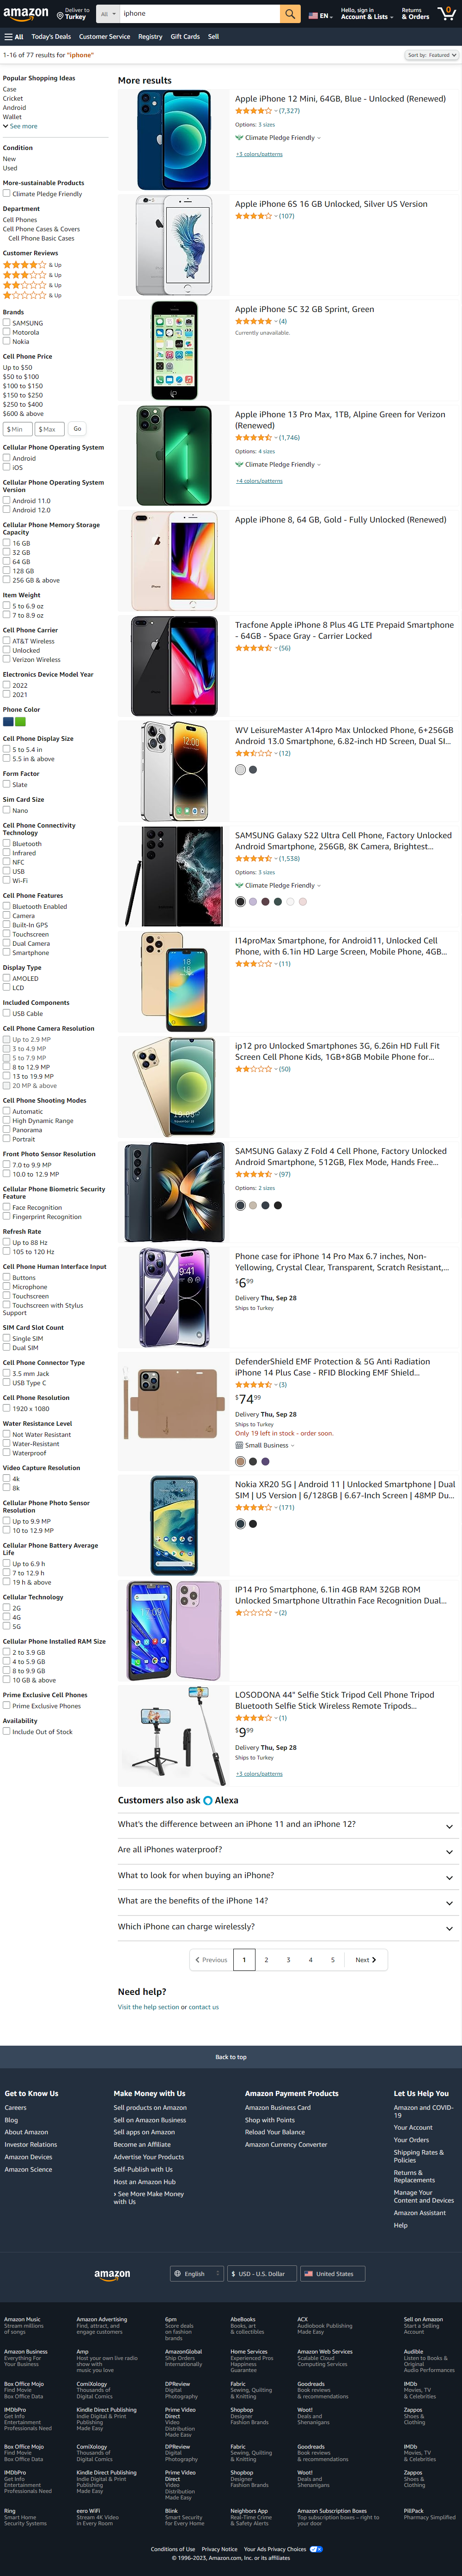 amazon
Deliver to
Turkey
All
iphone
EN
Hello, sign in
Account & Lists
Returns
& Orders
0
All
Today's Deals
Customer Service
Registry
Gift Cards
Sell
1-16 of 77 results for "iphone"
Sort by: Featured
Popular Shopping Ideas
Case
Cricket
Android
Wallet
See more
Condition
New
Used
More-sustainable Products
Climate Pledge Friendly
Department
Cell Phones
Cell Phone Cases & Covers
Cell Phone Basic Cases
Customer Reviews
& Up
& Up
& Up
& Up
Brands
SAMSUNG
Motorola
Nokia
Cell Phone Price
Up to $50
$50 to $100
$100 to $150
$150 to $250
$250 to $400
$600 & above
$ Min
$ Max
Go
Cellular Phone Operating System
Android
iOS
Cellular Phone Operating System
Version
Android 11.0
Android 12.0
Cellular Phone Memory Storage
Capacity
16 GB
32 GB
64 GB
128 GB
256 GB & above
Item Weight
5 to 6.9 oz
7 to 8.9 oz
Cell Phone Carrier
AT&T Wireless
Unlocked
Verizon Wireless
Electronics Device Model Year
2022
2021
Phone Color
Cell Phone Display Size
5 to 5.4 in
5.5 in & above
Form Factor
Slate
Sim Card Size
Nano
Cell Phone Connectivity
Technology
Bluetooth
Infrared
NFC
USB
Wi-Fi
Cell Phone Features
Bluetooth Enabled
Camera
Built-In GPS
Touchscreen
Dual Camera
Smartphone
Display Type
AMOLED
LCD
Included Components
USB Cable
Cell Phone Camera Resolution
Up to 2.9 MP
3 to 4.9 MP
5 to 7.9 MP
8 to 12.9 MP
13 to 19.9 MP
20 MP & above
Cell Phone Shooting Modes
Automatic
High Dynamic Range
Panorama
Portrait
Front Photo Sensor Resolution
7.0 to 9.9 MP
10.0 to 12.9 MP
Cellular Phone Biometric Security
Feature
Face Recognition
Fingerprint Recognition
Refresh Rate
Up to 88 Hz
105 to 120 Hz
Cell Phone Human Interface Input
Buttons
Microphone
Touchscreen
Touchscreen with Stylus
Support
SIM Card Slot Count
Single SIM
Dual SIM
Cell Phone Connector Type
3.5 mm Jack
USB Type C
Cell Phone Resolution
1920 x 1080
Water Resistance Level
Not Water Resistant
Water-Resistant
Waterproof
Video Capture Resolution
4k
8k
Cellular Phone Photo Sensor
Resolution
Up to 9.9 MP
10 to 12.9 MP
Cellular Phone Battery Average
Life
Up to 6.9 h
7 to 12.9 h
19 h & above
Cellular Technology
2G
4G
5G
Cellular Phone Installed RAM Size
2 to 3.9 GB
4 to 5.9 GB
8 to 9.9 GB
10 GB & above
Prime Exclusive Cell Phones
Prime Exclusive Phones
Availability
Include Out of Stock
More results
Apple iPhone 12 Mini, 64GB, Blue - Unlocked (Renewed)
(7,327)
Options: 3 sizes
Climate Pledge Friendly
+3 colors/patterns
Apple iPhone 6S 16 GB Unlocked, Silver US Version
(107)
Apple iPhone 5C 32 GB Sprint, Green
(4)
Currently unavailable.
Apple iPhone 13 Pro Max, 1TB, Alpine Green for Verizon
(Renewed)
(1,746)
Options: 4 sizes
Climate Pledge Friendly
+4 colors/patterns
Apple iPhone 8, 64 GB, Gold - Fully Unlocked (Renewed)
Tracfone Apple iPhone 8 Plus 4G LTE Prepaid Smartphone
- 64GB - Space Gray - Carrier Locked
(56)
WV LeisureMaster A14pro Max Unlocked Phone, 6+256GB
Android 13.0 Smartphone, 6.82-inch HD Screen, Dual SI...
(12)
12:00
SAMSUNG Galaxy S22 Ultra Cell Phone, Factory Unlocked
Android Smartphone, 256GB, 8K Camera, Brightest...
(1,538)
Options: 3 sizes
Climate Pledge Friendly
I14proMax Smartphone, for Android11, Unlocked Cell
Phone, with 6.1in HD Large Screen, Mobile Phone, 4GB...
(11)
18
18
ip12 pro Unlocked Smartphones 3G, 6.26in HD Full Fit
Screen Cell Phone Kids, 1GB+8GB Mobile Phone for...
(50)
SAMSUNG Galaxy Z Fold 4 Cell Phone, Factory Unlocked
Android Smartphone, 512GB, Flex Mode, Hands Free...
(97)
Options: 2 sizes
Phone case for iPhone 14 Pro Max 6.7 inches, Non-
Yellowing, Crystal Clear, Transparent, Scratch Resistant,...
$6.99
Delivery Thu, Sep 28
Ships to Turkey
9:41
DefenderShield EMF Protection & 5G Anti Radiation
iPhone 14 Plus Case - RFID Blocking EMF Shield...
(3)
$74.99
Delivery Thu, Sep 28
Ships to Turkey
Only 19 left in stock - order soon.
Small Business
Nokia XR20 5G | Android 11 | Unlocked Smartphone | Dual
SIM | US Version | 6/128GB | 6.67-Inch Screen | 48MP Du...
(171)
IP14 Pro Smartphone, 6.1in 4GB RAM 32GB ROM
Unlocked Smartphone Ultrathin Face Recognition Dual...
(2)
LOSODONA 44" Selfie Stick Tripod Cell Phone Tripod
Bluetooth Selfie Stick Wireless Remote Tripods...
(1)
$9.99
Delivery Thu, Sep 28
Ships to Turkey
+3 colors/patterns
Customers also ask Alexa
What's the difference between an iPhone 11 and an iPhone 12?
Are all iPhones waterproof?
What to look for when buying an iPhone?
What are the benefits of the iPhone 14?
Which iPhone can charge wirelessly?
Previous
1
2
3
4
5
Next
Need help?
Visit the help section or contact us
Back to top
Get to Know Us
Careers
Blog
About Amazon
Investor Relations
Amazon Devices
Amazon Science
Make Money with Us
Sell products on Amazon
Sell on Amazon Business
Sell apps on Amazon
Become an Affiliate
Advertise Your Products
Self-Publish with Us
Host an Amazon Hub
› See More Make Money
with Us
Amazon Payment Products
Amazon Business Card
Shop with Points
Reload Your Balance
Amazon Currency Converter
Let Us Help You
Amazon and COVID-
19
Your Account
Your Orders
Shipping Rates &
Policies
Returns &
Replacements
Manage Your
Content and Devices
Amazon Assistant
Help
amazon
English
$ USD - U.S. Dollar
United States
Amazon Music
Stream millions
of songs
Amazon Advertising
Find, attract, and
engage customers
6pm
Score deals
on fashion
brands
AbeBooks
Books, art
& collectibles
ACX
Audiobook Publishing
Made Easy
Sell on Amazon
Start a Selling
Account
Amazon Business
Everything For
Your Business
Amp
Host your own live radio
show with
music you love
AmazonGlobal
Ship Orders
Internationally
Home Services
Experienced Pros
Happiness
Guarantee
Amazon Web Services
Scalable Cloud
Computing Services
Audible
Listen to Books &
Original
Audio Performances
Box Office Mojo
Find Movie
Box Office Data
ComiXology
Thousands of
Digital Comics
DPReview
Digital
Photography
Fabric
Sewing, Quilting
& Knitting
Goodreads
Book reviews
& recommendations
IMDb
Movies, TV
& Celebrities
IMDbPro
Get Info
Entertainment
Professionals Need
Kindle Direct Publishing
Indie Digital & Print
Publishing
Made Easy
Prime Video
Direct
Video
Distribution
Made Easy
Shopbop
Designer
Fashion Brands
Woot!
Deals and
Shenanigans
Zappos
Shoes &
Clothing
Box Office Mojo
Find Movie
Box Office Data
ComiXology
Thousands of
Digital Comics
DPReview
Digital
Photography
Fabric
Sewing, Quilting
& Knitting
Goodreads
Book reviews
& recommendations
IMDb
Movies, TV
& Celebrities
IMDbPro
Get Info
Entertainment
Professionals Need
Kindle Direct Publishing
Indie Digital & Print
Publishing
Made Easy
Prime Video
Direct
Video
Distribution
Made Easy
Shopbop
Designer
Fashion Brands
Woot!
Deals and
Shenanigans
Zappos
Shoes &
Clothing
Ring
Smart Home
Security Systems
eero WiFi
Stream 4K Video
in Every Room
Blink
Smart Security
for Every Home
Neighbors App
Real-Time Crime
& Safety Alerts
Amazon Subscription Boxes
Top subscription boxes – right to
your door
PillPack
Pharmacy Simplified
Conditions of Use
Privacy Notice
Your Ads Privacy Choices
© 1996-2023, Amazon.com, Inc. or its affiliates